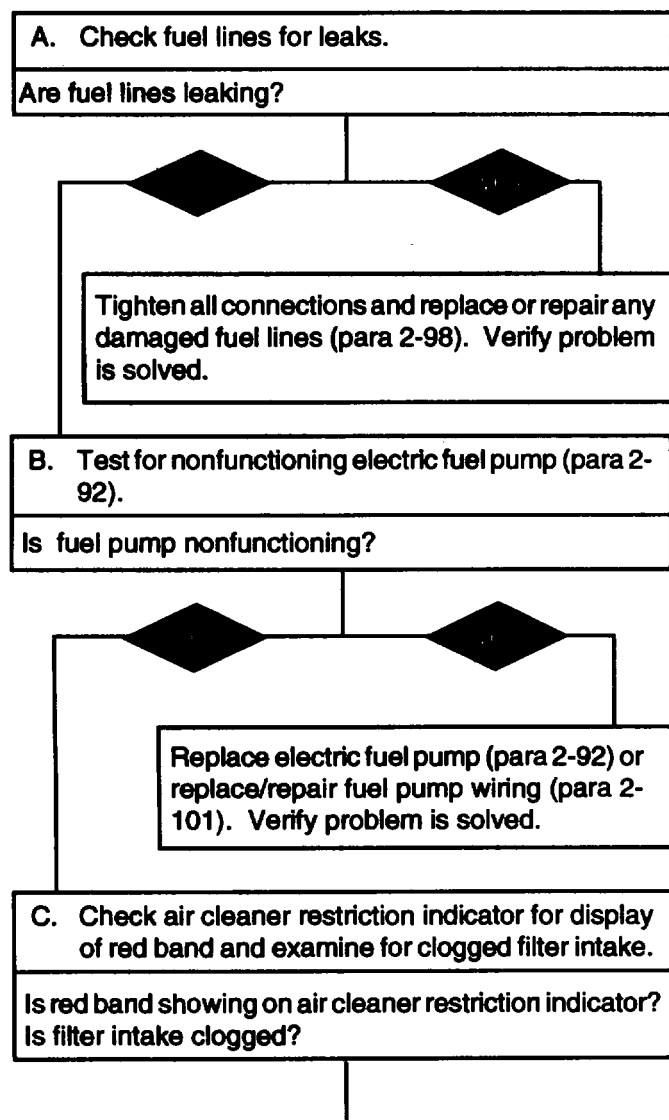 A. Check fuel lines for leaks.
Are fuel lines leaking?
Tighten all connections and replace or repair any
damaged fuel lines (para 2-98). Verify problem
is solved.
B. Test for nonfunctioning electric fuel pump (para 2-
92).
Is fuel pump nonfunctioning?
Replace electric fuel pump (para 2-92) or
replace/repair fuel pump wiring (para 2-
101). Verify problem is solved.
C. Check air cleaner restriction indicator for display
of red band and examine for clogged filter intake.
Is red band showing on air cleaner restriction indicator?
Is filter intake clogged?